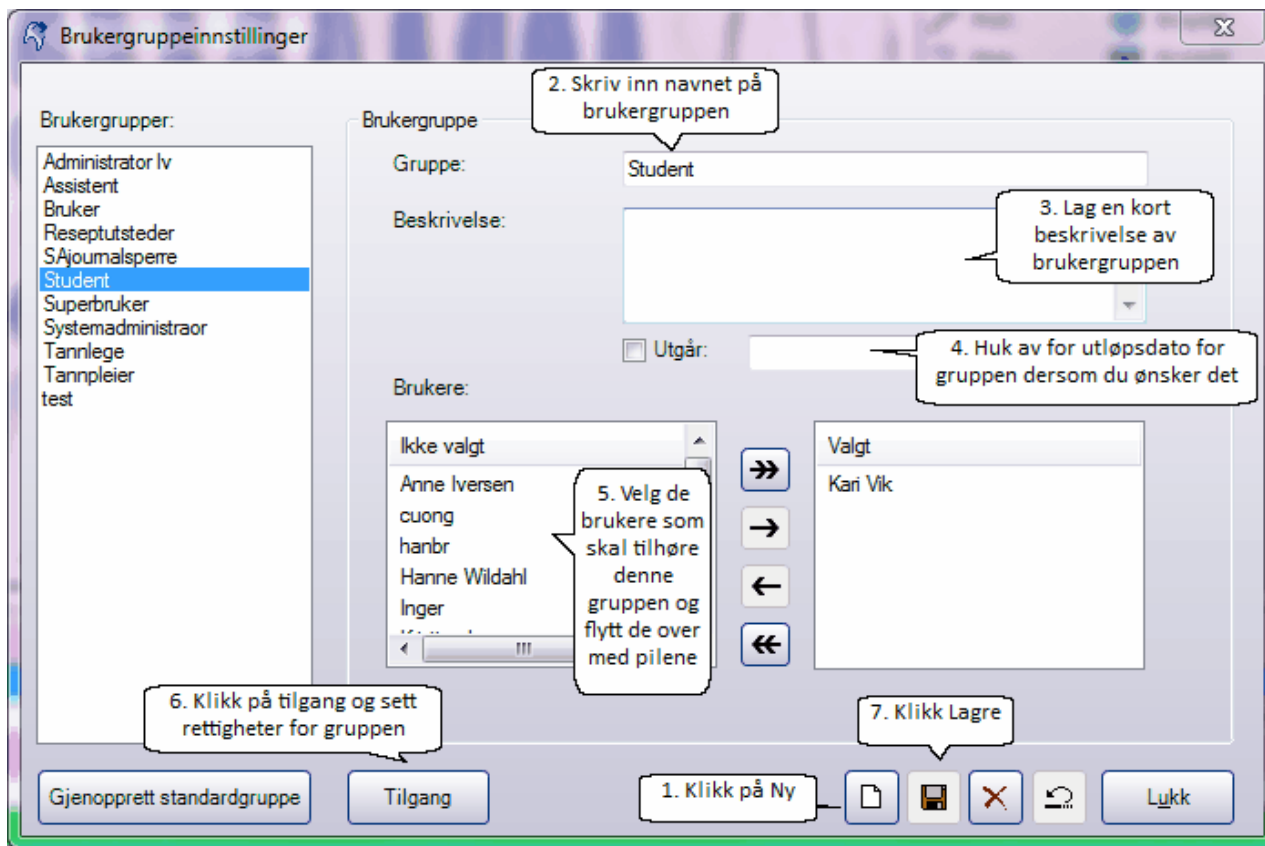 Brukergruppeinnstillinger
2. Skriv inn navnet på
brukergruppen
Brukergrupper:
Administrator lv
Assistent
Bruker
Reseptutsteder
SAjournalsperre
Student
Superbruker
Systemadministraor
Tannlege
Tannpleier
test
Brukergruppe
Gruppe:
Student
Beskrivelse:
3. Lag en kort
beskrivelse av
brukergruppen
Utgår:
4. Huk av for utløpsdato for
gruppen dersom du ønsker det
Brukere:
Ikke valgt
Anne Iversen
cuong
hanbr
Hanne Wildahl
Inger
5. Velg de
brukere som
skal tilhøre
denne
gruppen og
flytt de over
med pilene
Valgt
Kari Vik
6. Klikk på tilgang og sett
rettigheter for gruppen
7. Klikk Lagre
Gjenopprett standardgruppe
Tilgang
1. Klikk på Ny
Lukk